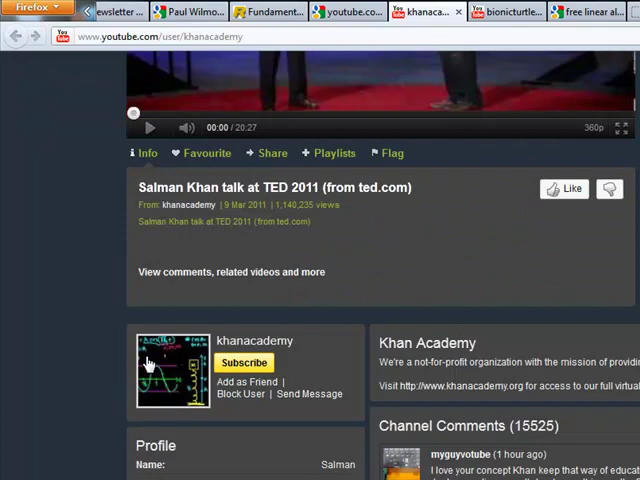 Firefox
ewsletter ...
Paul Wilmo...
Fundament...
youtube.co...
khanaca...
bionicturtle...
free linear al...
You Tube
www.youtube.com/user/khanacademy
00:00 / 20:27
360p
Info
Favourite
Share
Playlists
Flag
Salman Khan talk at TED 2011 (from ted.com)
Like
From: khanacademy | 9 Mar 2011 | 1,140,235 views
Salman Khan talk at TED 2011 (from ted.com)
View comments, related videos and more
khanacademy
Subscribe
Add as Friend |
Block User | Send Message
Khan Academy
We're a not-for-profit organization with the mission of providin
Visit http://www.khanacademy.org for access to our full virtua
Channel Comments (15525)
Profile
Name: Salman
myguyvotube (1 hour ago)
I love your concept Khan keep that way of educati